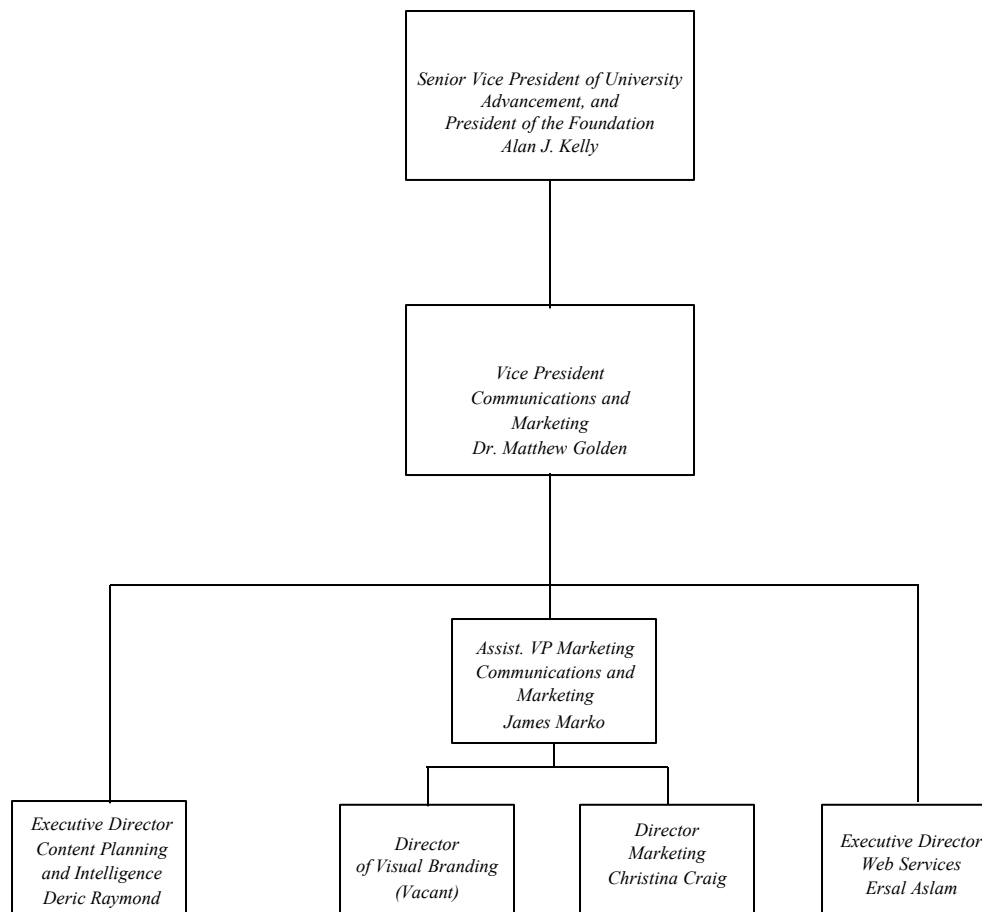 Senior Vice President of University
Advancement, and
President of the Foundation
Alan J. Kelly
Vice President
Communications and
Marketing
Dr. Matthew Golden
Assist. VP Marketing
Communications and
Marketing
James Marko
Executive Director
Content Planning
and Intelligence
Deric Raymond
Director
of Visual Branding
(Vacant)
Director
Marketing
Christina Craig
Executive Director
Web Services
Ersal Aslam